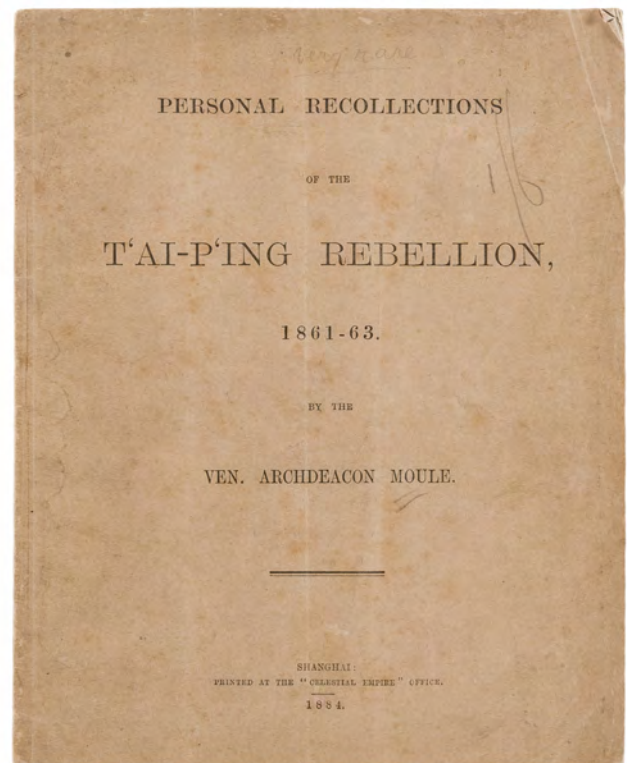 very rare
PERSONAL RECOLLECTIONS
OF THE
T‘AI-P‘ING REBELLION,
1861-63.
BY THE
VEN. ARCHDEACON MOULE.
SHANGHAI:
PRINTED AT THE "CELESTIAL EMPIRE" OFFICE.
1884.